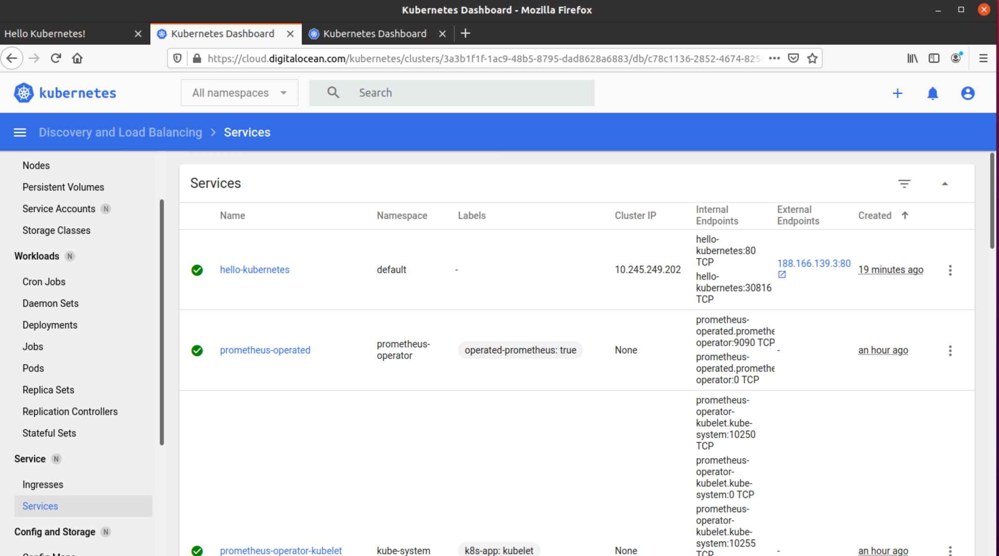 Kubernetes Dashboard - Mozilla Firefox
Hello Kubernetes!
Kubernetes Dashboard
Kubernetes Dashboard
https://cloud.digitalocean.com/kubernetes/clusters/3a3b1f1f-1ac9-48b5-8795-dad8628a6883/db/c78c1136-2852-4674-825
kubernetes
All namespaces
Search
Discovery and Load Balancing > Services
Nodes
Persistent Volumes
Service Accounts N
Storage Classes
Workloads N
Cron Jobs
Daemon Sets
Deployments
Jobs
Pods
Replica Sets
Replication Controllers
Stateful Sets
Service N
Ingresses
Services
Config and Storage N
Services
Name
Namespace
Labels
Cluster IP
Internal
Endpoints
External
Endpoints
Created
hello-kubernetes
default
-
10.245.249.202
hello-
kubernetes:80
TCP
hello-
kubernetes:30816
TCP
188.166.139.3:80
19 minutes ago
prometheus-operated
prometheus-
operator
operated-prometheus: true
None
prometheus-
operated.promethe
operator:9090 TCP
prometheus-
operated.promethe
operator:0 TCP
-
an hour ago
prometheus-operator-kubelet
kube-system
k8s-app: kubelet
None
prometheus-
operator-
kubelet.kube-
system:10250
TCP
prometheus-
operator-
kubelet.kube-
system:0 TCP
prometheus-
operator-
kubelet.kube-
system:10255
TCP
-
an hour ago